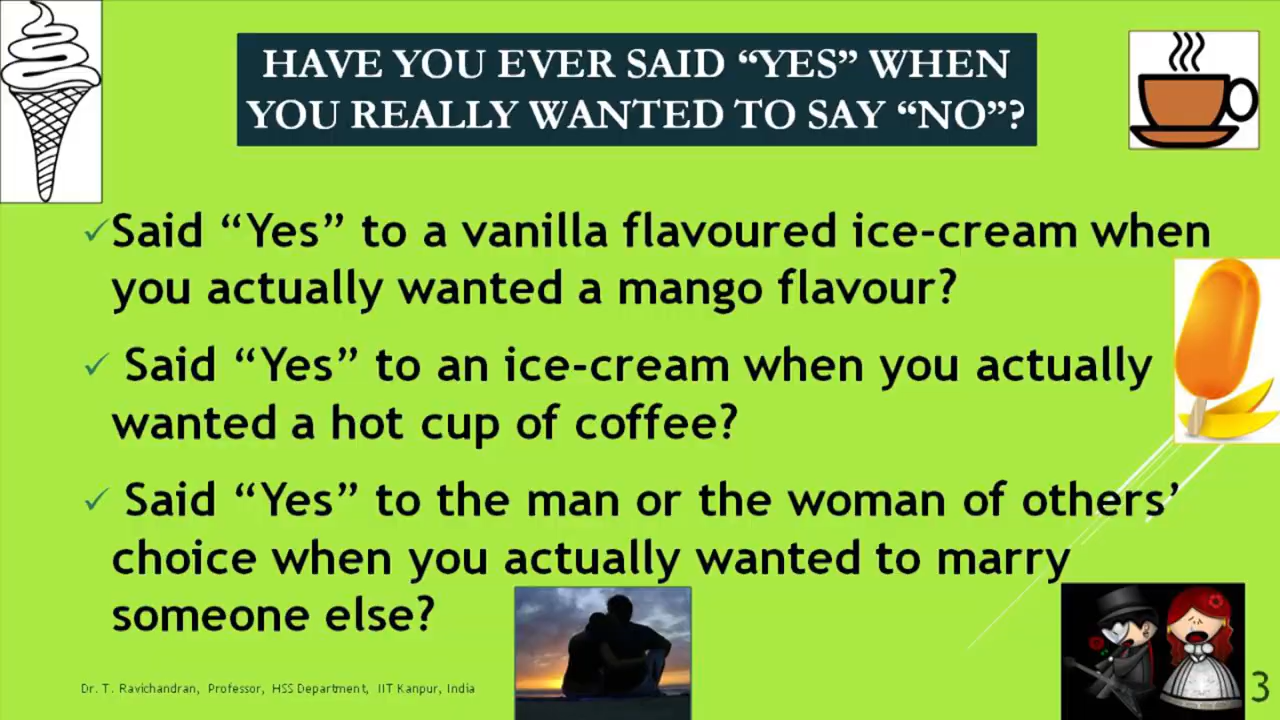 HAVE YOU EVER SAID “YES” WHEN
YOU REALLY WANTED TO SAY “NO”?
✓Said “Yes” to a vanilla flavoured ice-cream when
you actually wanted a mango flavour?
✓ Said “Yes” to an ice-cream when you actually
wanted a hot cup of coffee?
✓ Said “Yes” to the man or the woman of others’
choice when you actually wanted to marry
someone else?
Dr. T. Ravichandran, Professor, HSS Department, IIT Kanpur, India
3